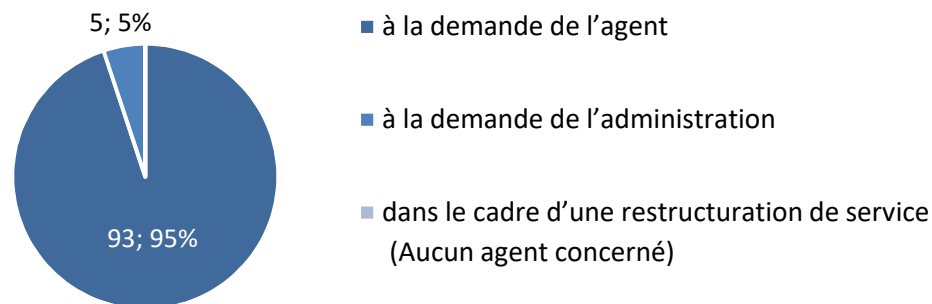 5; 5%
93; 95%
à la demande de l’agent
à la demande de l’administration
dans le cadre d’une restructuration de service
(Aucun agent concerné)